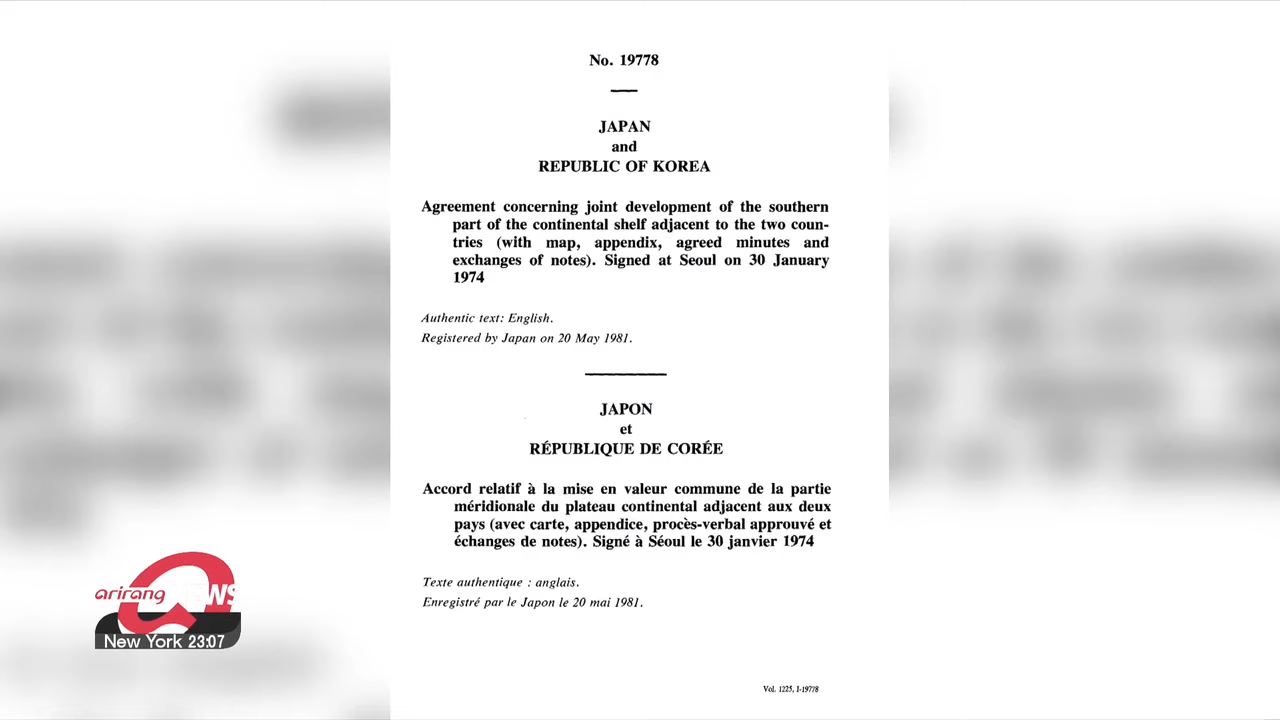 No. 19778
JAPAN
and
REPUBLIC OF KOREA
Agreement concerning joint development of the southern
part of the continental shelf adjacent to the two coun-
tries (with map, appendix, agreed minutes and
exchanges of notes). Signed at Seoul on 30 January
1974
Authentic text: English.
Registered by Japan on 20 May 1981.
JAPON
et
RÉPUBLIQUE DE CORÉE
Accord relatif à la mise en valeur commune de la partie
méridionale du plateau continental adjacent aux deux
pays (avec carte, appendice, procès-verbal approuvé et
échanges de notes). Signé à Séoul le 30 janvier 1974
Texte authentique : anglais.
Enregistré par le Japon le 20 mai 1981.
Vol. 1225, I-19778
arirang NEWS
New York 23:07